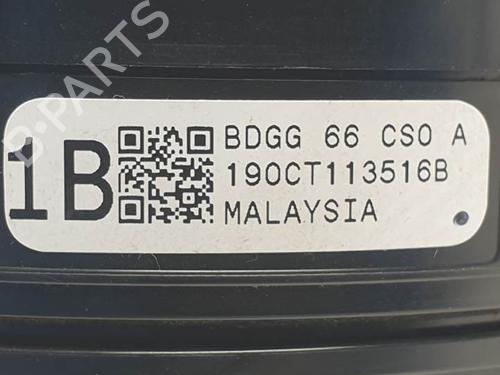 B-PARTS
1B
BDGG 66 CS0 A
190CT113516B
MALAYSIA